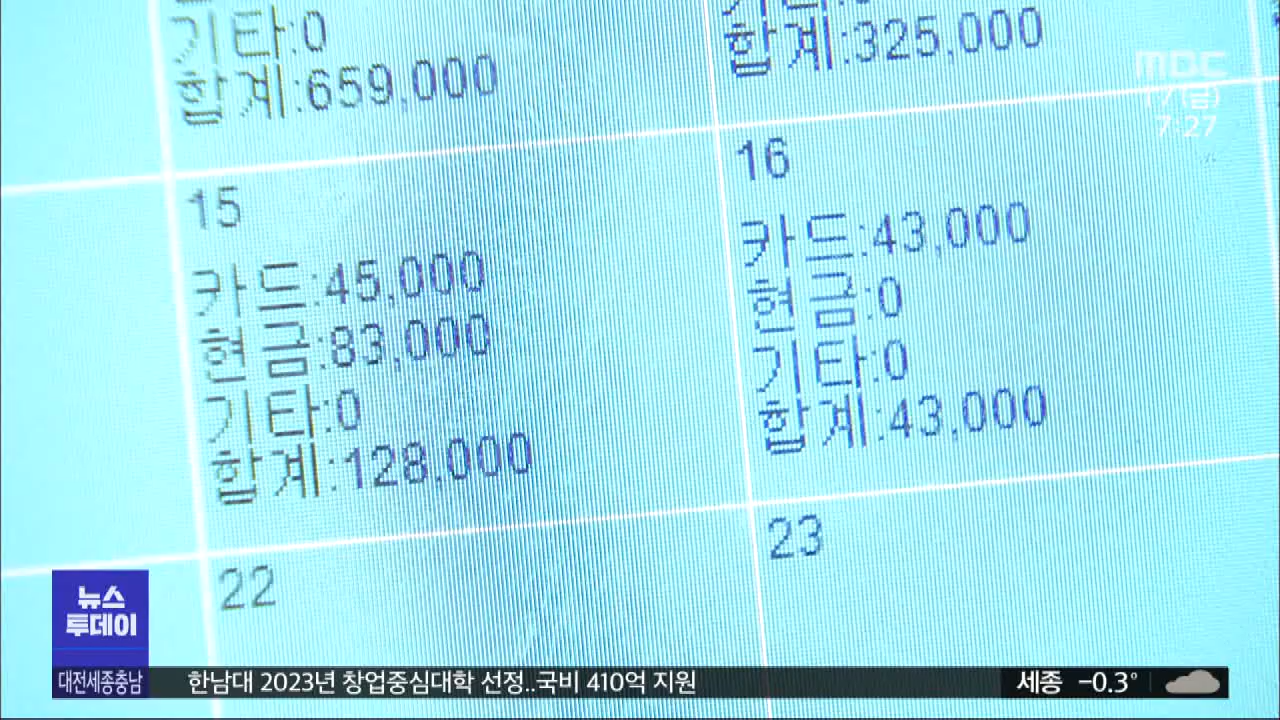 기타:0
합계:659,000
합계:325,000
MBC
17(금)
7:27
15
카드:45,000
현금:83,000
기타:0
합계:128,000
16
카드:43,000
현금:0
기타:0
합계:43,000
22
23
뉴스
투데이
대전세종충남
한남대 2023년 창업중심대학 선정..국비 410억 지원
세종 -0.3°